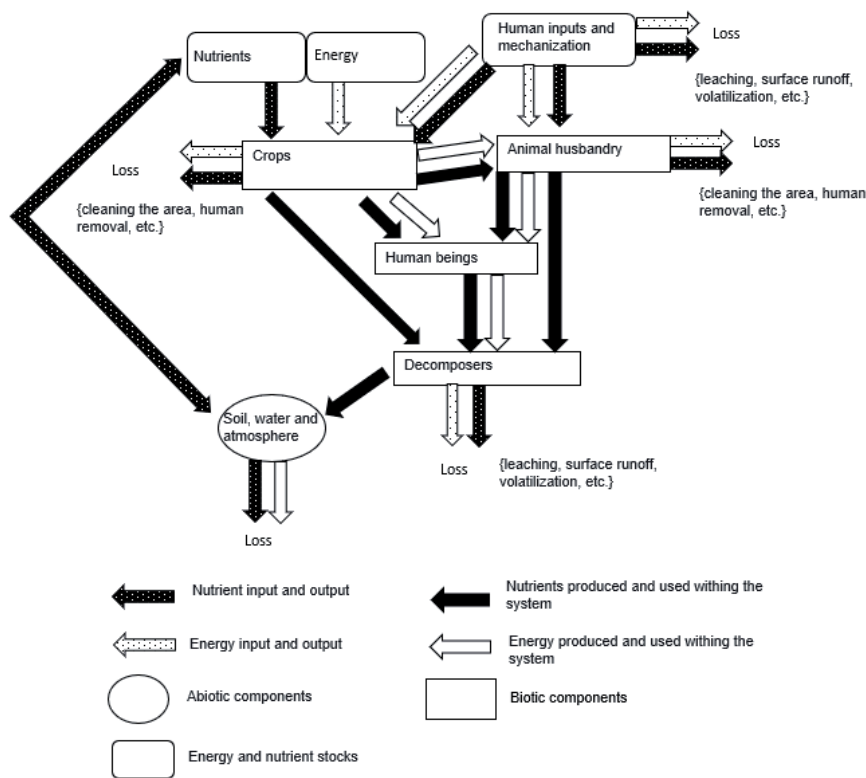 Nutrients
Energy
Human inputs and
mechanization
Loss
{leaching, surface runoff,
volatilization, etc.}
Crops
Animal husbandry
Loss
{cleaning the area, human
removal, etc.}
Loss
{cleaning the area, human
removal, etc.}
Human beings
Decomposers
Soil, water and
atmosphere
Loss
{leaching, surface runoff,
volatilization, etc.}
Loss
Nutrient input and output
Nutrients produced and used withing the
system
Energy input and output
Energy produced and used withing the
system
Abiotic components
Biotic components
Energy and nutrient stocks